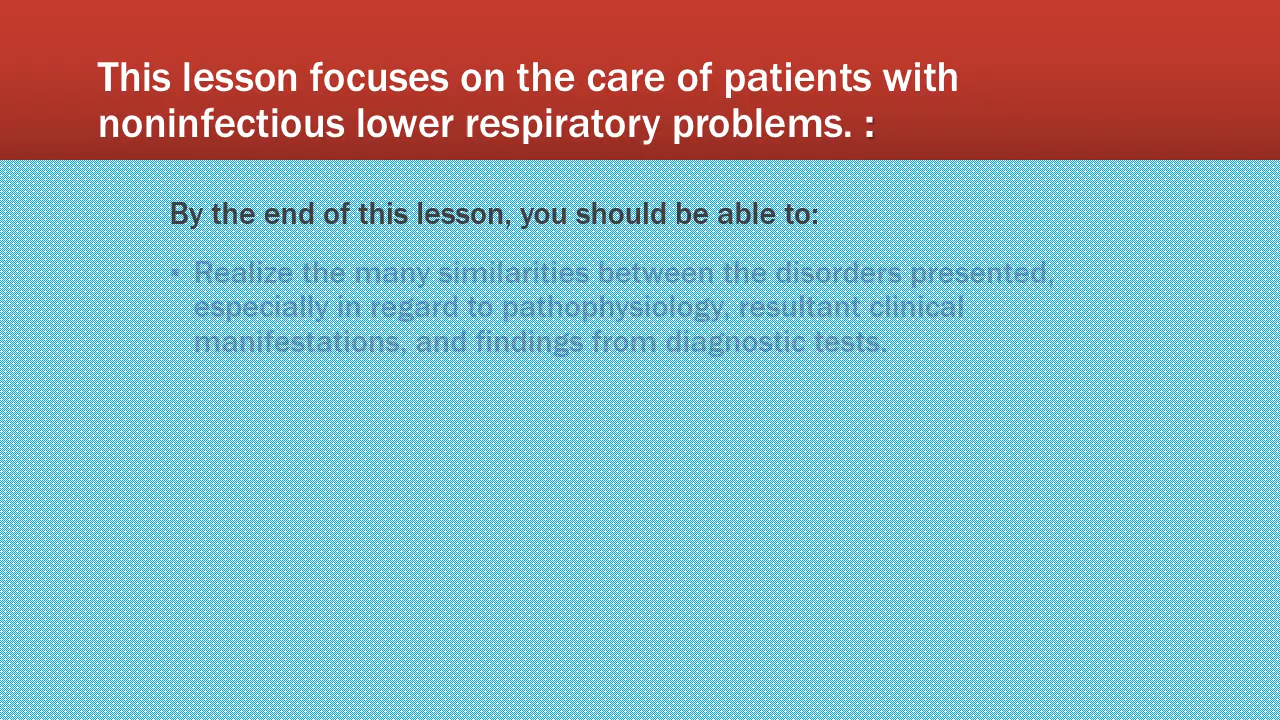 This lesson focuses on the care of patients with
noninfectious lower respiratory problems. :
By the end of this lesson, you should be able to:
▪ Realize the many similarities between the disorders presented,
especially in regard to pathophysiology, resultant clinical
manifestations, and findings from diagnostic tests.